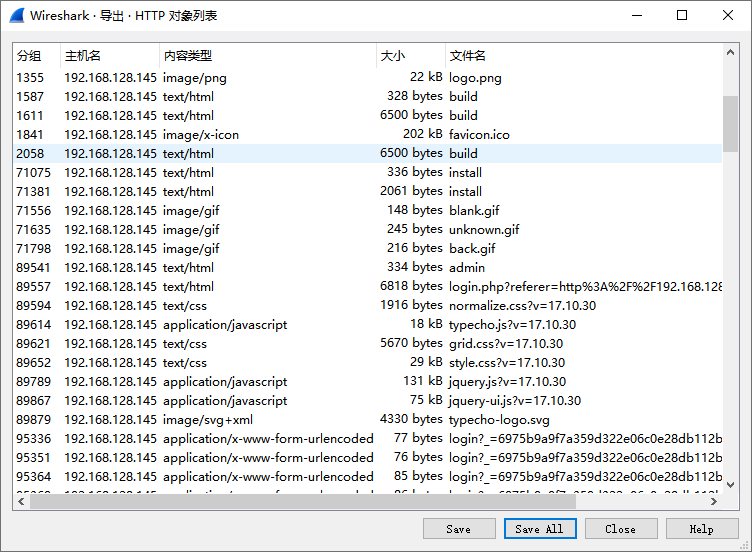 Wireshark · 导出 · HTTP 对象列表
分组 主机名 内容类型 大小 文件名
1355 192.168.128.145 image/png 22 kB logo.png
1587 192.168.128.145 text/html 328 bytes build
1611 192.168.128.145 text/html 6500 bytes build
1841 192.168.128.145 image/x-icon 202 kB favicon.ico
2058 192.168.128.145 text/html 6500 bytes build
71075 192.168.128.145 text/html 336 bytes install
71381 192.168.128.145 text/html 2061 bytes install
71556 192.168.128.145 image/gif 148 bytes blank.gif
71635 192.168.128.145 image/gif 245 bytes unknown.gif
71798 192.168.128.145 image/gif 216 bytes back.gif
89541 192.168.128.145 text/html 334 bytes admin
89557 192.168.128.145 text/html 6818 bytes login.php?referer=http%3A%2F%2F192.168.128
89594 192.168.128.145 text/css 1916 bytes normalize.css?v=17.10.30
89614 192.168.128.145 application/javascript 18 kB typecho.js?v=17.10.30
89621 192.168.128.145 text/css 5670 bytes grid.css?v=17.10.30
89652 192.168.128.145 text/css 29 kB style.css?v=17.10.30
89789 192.168.128.145 application/javascript 131 kB jquery.js?v=17.10.30
89867 192.168.128.145 application/javascript 75 kB jquery-ui.js?v=17.10.30
89879 192.168.128.145 image/svg+xml 4330 bytes typecho-logo.svg
95336 192.168.128.145 application/x-www-form-urlencoded 77 bytes login?_=6975b9a9f7a359d322e06c0e28db112b
95351 192.168.128.145 application/x-www-form-urlencoded 76 bytes login?_=6975b9a9f7a359d322e06c0e28db112b
95364 192.168.128.145 application/x-www-form-urlencoded 85 bytes login?_=6975b9a9f7a359d322e06c0e28db112b
Save Save All Close Help